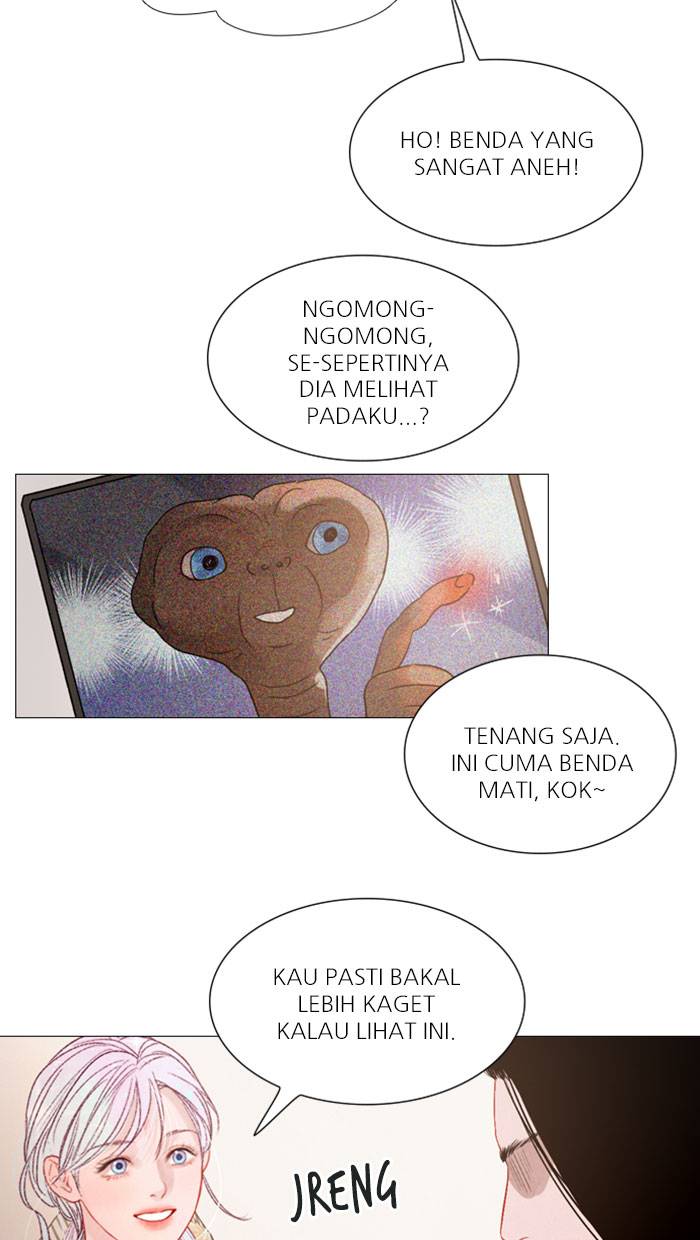 HO! BENDA YANG
SANGAT ANEH!
NGOMONG-
NGOMONG,
SE-SEPERTINYA
DIA MELIHAT
PADAKU...?
TENANG SAJA.
INI CUMA BENDA
MATI, KOK~
KAU PASTI BAKAL
LEBIH KAGET
KALAU LIHAT INI.
JRENG